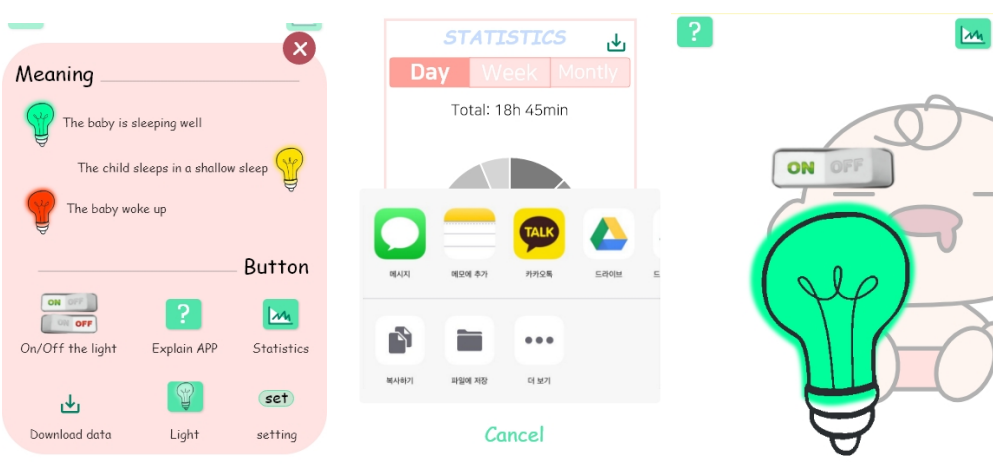 Meaning
The baby is sleeping well
The child sleeps in a shallow sleep
The baby woke up
Button
ON OFF
ON OFF
?
On/Off the light
Explain APP
Statistics
set
Download data
Light
setting
STATISTICS
Day Week Montly
Total: 18h 45min
TALK
메시지
메모에 추가
카카오톡
드라이브
복사하기
파일에 저장
더 보기
Cancel
?
ON OFF